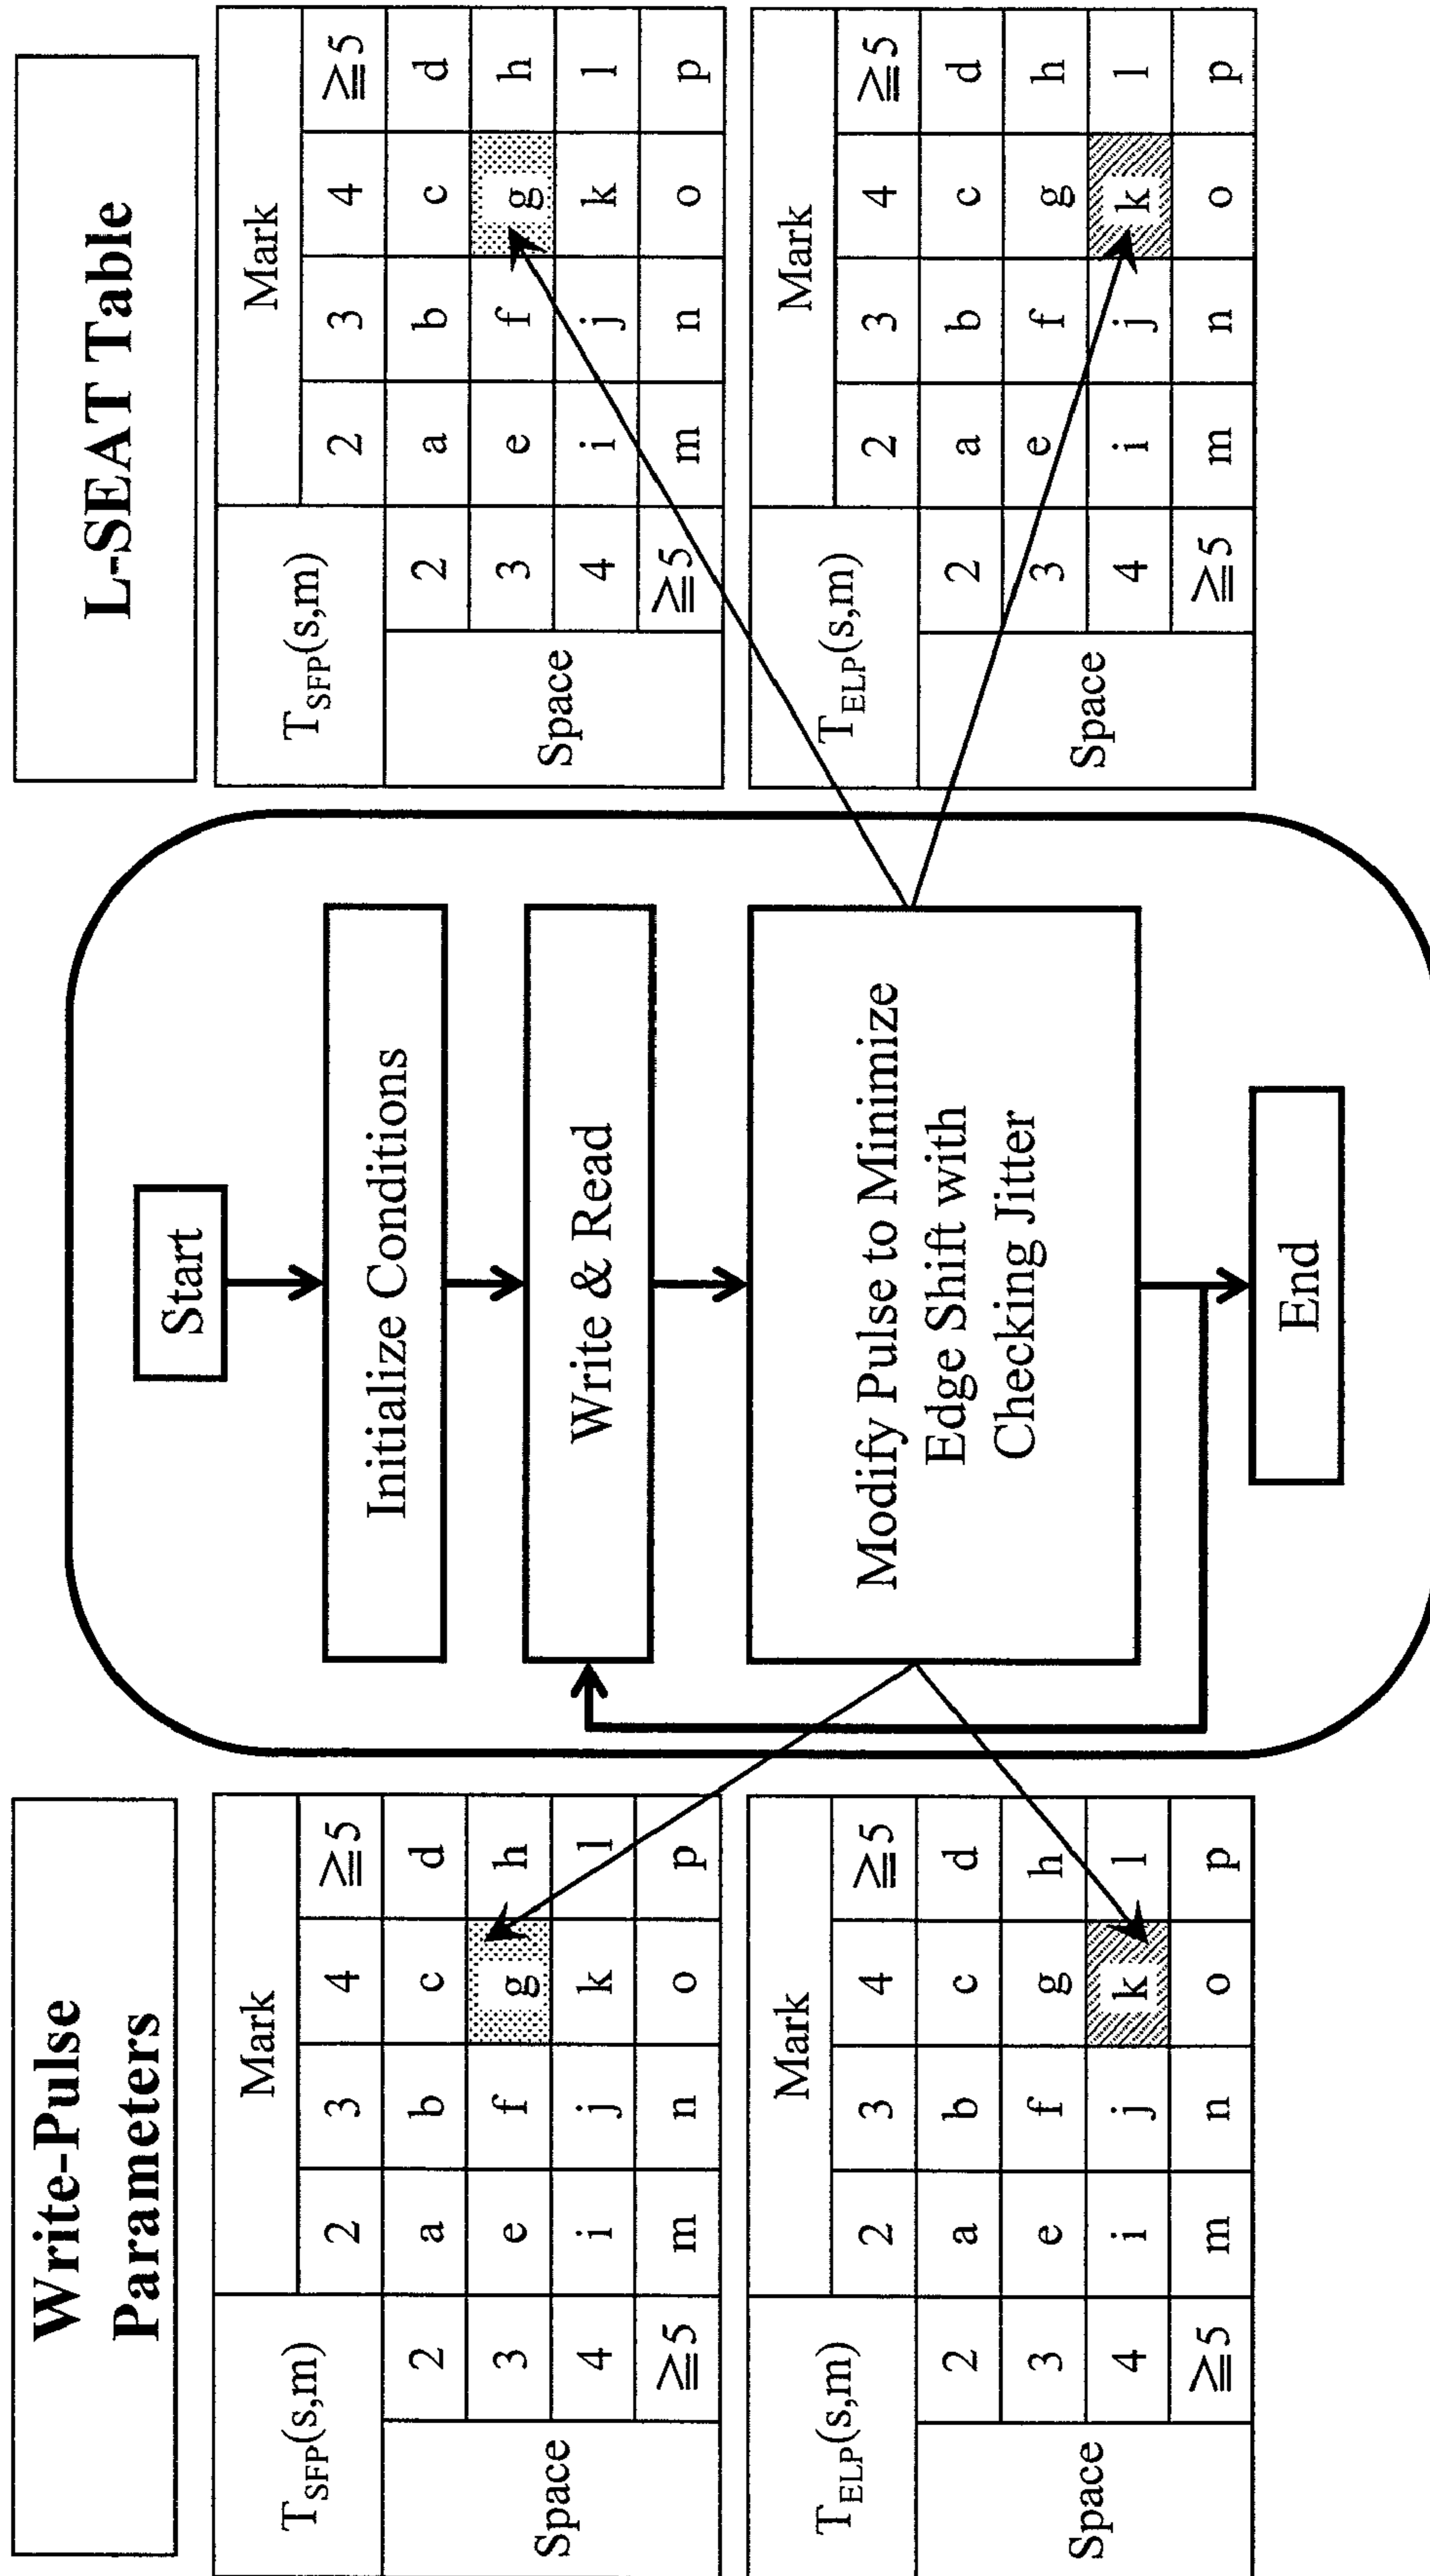 Write-Pulse
Parameters
T_SFP(s,m) Mark
2 3 4 ≧5
Space 2 a b c d
3 e f g h
4 i j k l
≧5 m n o p
T_ELP(s,m) Mark
2 3 4 ≧5
Space 2 a b c d
3 e f g h
4 i j k l
≧5 m n o p
Start
Initialize Conditions
Write & Read
Modify Pulse to Minimize
Edge Shift with
Checking Jitter
End
L-SEAT Table
T_SFP(s,m) Mark
2 3 4 ≧5
Space 2 a b c d
3 e f g h
4 i j k l
≧5 m n o p
T_ELP(s,m) Mark
2 3 4 ≧5
Space 2 a b c d
3 e f g h
4 i j k l
≧5 m n o p